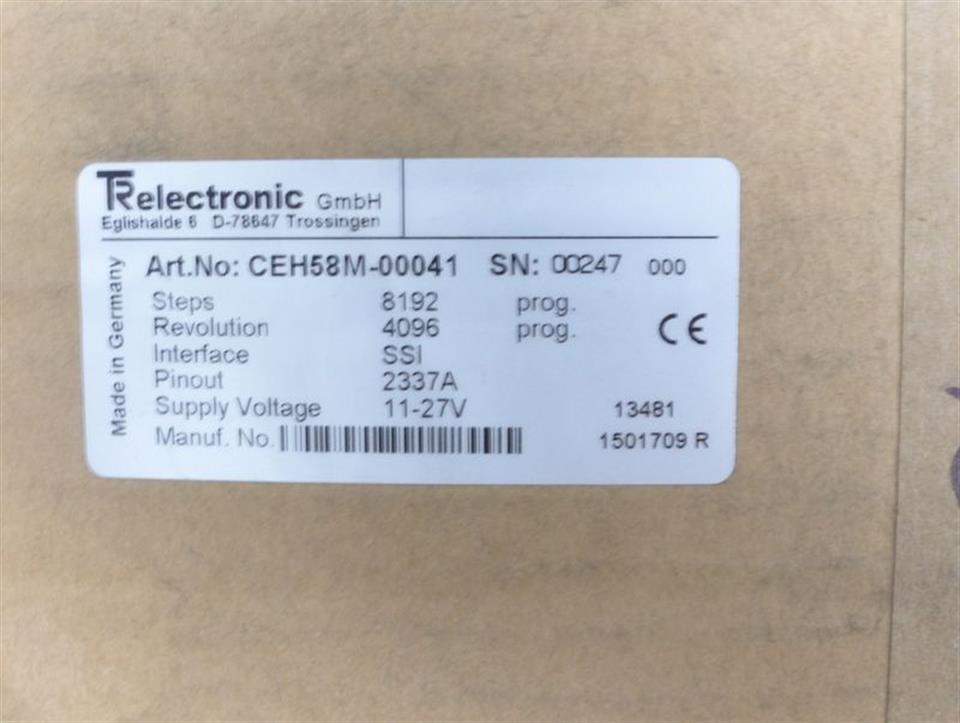 TRelectronic GmbH
Eglishalde 6 D-78647 Trossingen
Made in Germany
Art.No: CEH58M-00041 SN: 00247 000
Steps 8192 prog.
Revolution 4096 prog.
CE
Interface SSI
Pinout 2337A
Supply Voltage 11-27V 13481
Manuf. No. 1501709 R